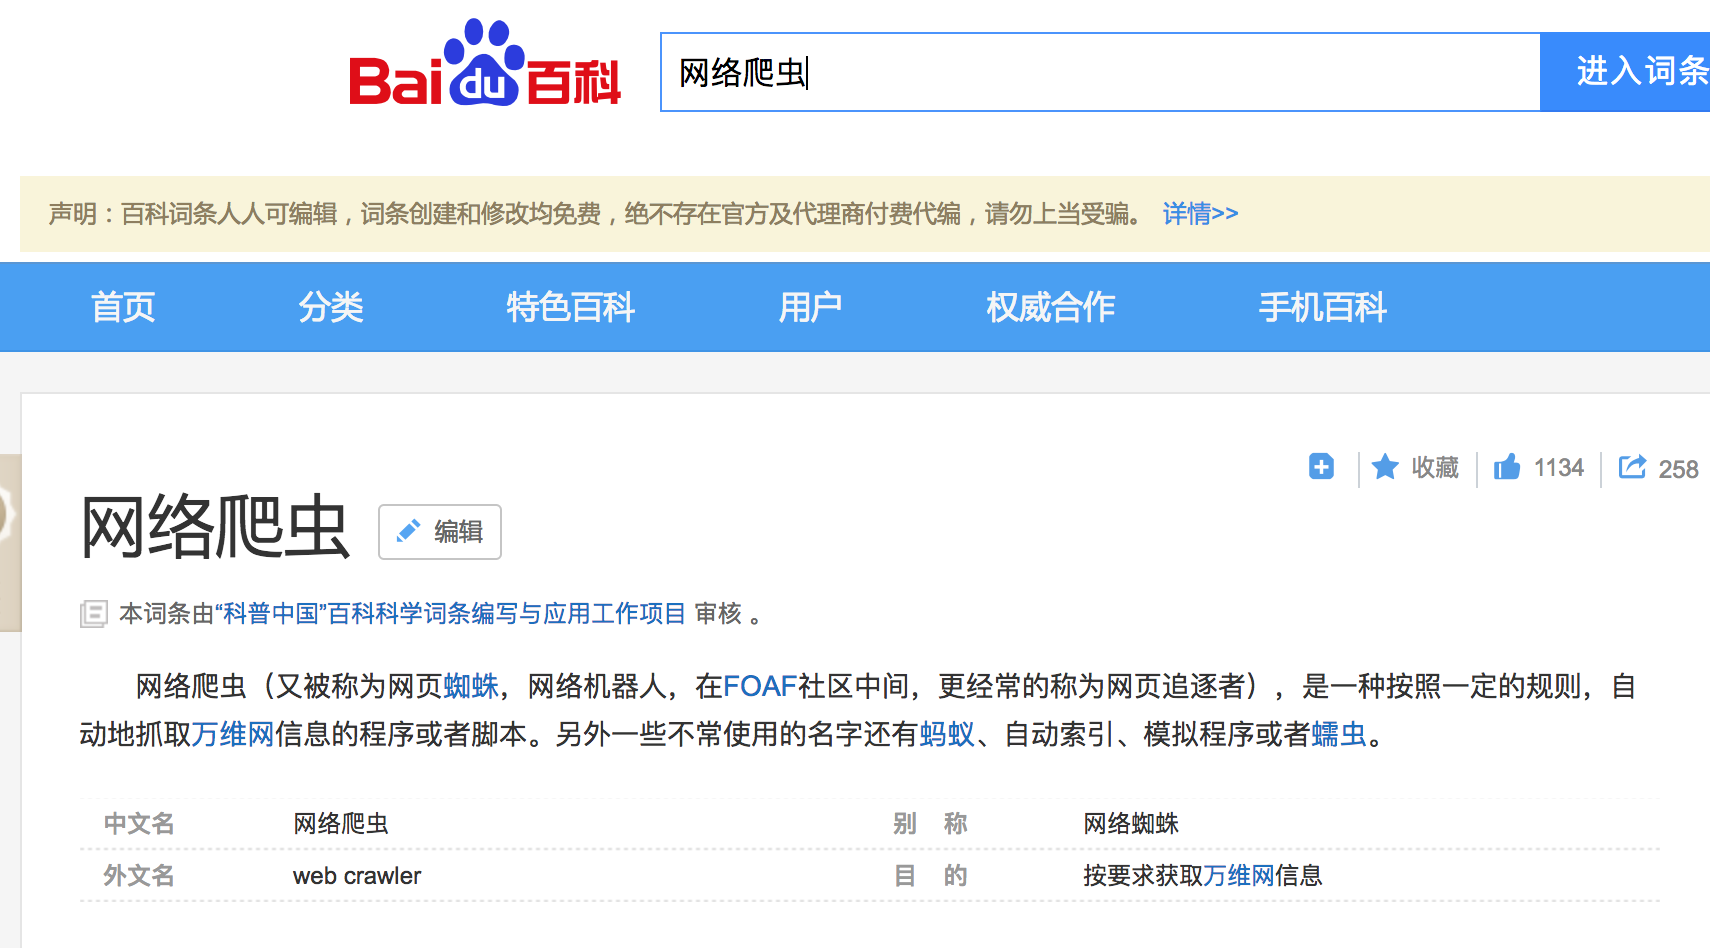 Bai du 百科
网络爬虫
进入词条
声明：百科词条人人可编辑，词条创建和修改均免费，绝不存在官方及代理商付费代编，请勿上当受骗。 详情>>
首页 分类 特色百科 用户 权威合作 手机百科
收藏 1134 258
网络爬虫 编辑
本词条由“科普中国”百科科学词条编写与应用工作项目 审核 。
网络爬虫（又被称为网页蜘蛛，网络机器人，在FOAF社区中间，更经常的称为网页追逐者），是一种按照一定的规则，自
动地抓取万维网信息的程序或者脚本。另外一些不常使用的名字还有蚂蚁、自动索引、模拟程序或者蠕虫。
中文名 网络爬虫 别 称 网络蜘蛛
外文名 web crawler 目 的 按要求获取万维网信息